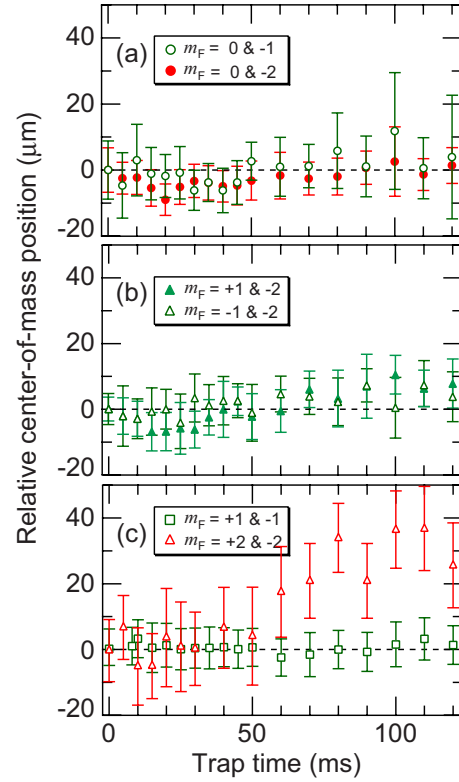 Relative center-of-mass position (μm)
(a)
mF = 0 & -1
mF = 0 & -2
40
20
0
-20
(b)
mF = +1 & -2
mF = -1 & -2
40
20
0
-20
(c)
mF = +1 & -1
mF = +2 & -2
40
20
0
-20
0
50
100
Trap time (ms)